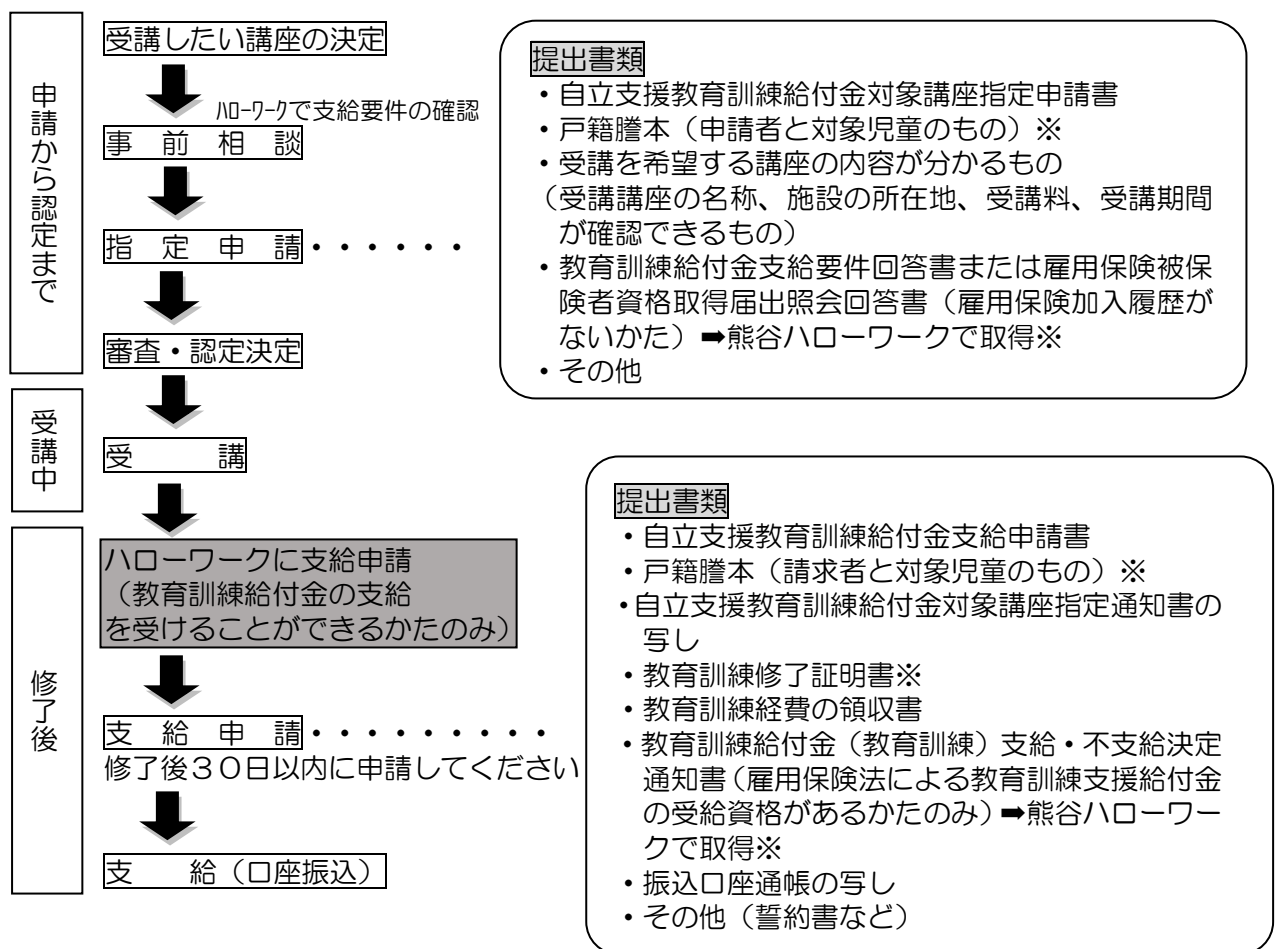 申請から認定まで
受講したい講座の決定
ﾊﾛｰﾜｰｸで支給要件の確認
事　前　相　談
指　定　申　請・・・・・・
審査・認定決定
提出書類
・自立支援教育訓練給付金対象講座指定申請書
・戸籍謄本（申請者と対象児童のもの）※
・受講を希望する講座の内容が分かるもの
（受講講座の名称、施設の所在地、受講料、受講期間
が確認できるもの）
・教育訓練給付金支給要件回答書または雇用保険被保
険者資格取得届出照会回答書（雇用保険加入履歴が
ないかた）➡熊谷ハローワークで取得※
・その他
受講中
受　　　講
修了後
ハローワークに支給申請
（教育訓練給付金の支給
を受けることができるかたのみ）
支　給　申　請・・・・・・・・・
修了後３０日以内に申請してください
支　　給（口座振込）
提出書類
・自立支援教育訓練給付金支給申請書
・戸籍謄本（請求者と対象児童のもの）※
・自立支援教育訓練給付金対象講座指定通知書の
写し
・教育訓練修了証明書※
・教育訓練経費の領収書
・教育訓練給付金（教育訓練）支給・不支給決定
通知書（雇用保険法による教育訓練支援給付金
の受給資格があるかたのみ）➡熊谷ハローワー
クで取得※
・振込口座通帳の写し
・その他（誓約書など）